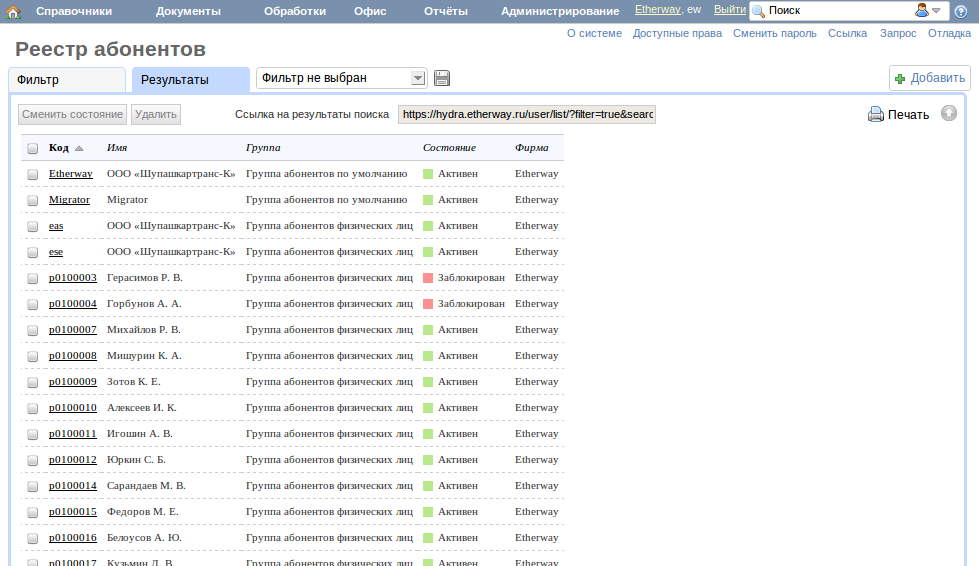 Справочники Документы Обработки Офис Отчёты Администрирование Etherway, ew Выйти Поиск
О системе Доступные права Сменить пароль Ссылка Запрос Отладка
Реестр абонентов
Фильтр Результаты Фильтр не выбран Добавить
Сменить состояние Удалить Ссылка на результаты поиска https://hydra.etherway.ru/user/list/?filter=true&searc Печать
Код Имя Группа Состояние Фирма
Etherway ООО «Шупашкартранс-К» Группа абонентов по умолчанию Активен Etherway
Migrator Migrator Группа абонентов по умолчанию Активен Etherway
eas ООО «Шупашкартранс-К» Группа абонентов физических лиц Активен Etherway
ese ООО «Шупашкартранс-К» Группа абонентов физических лиц Активен Etherway
p0100003 Герасимов Р. В. Группа абонентов физических лиц Заблокирован Etherway
p0100004 Горбунов А. А. Группа абонентов физических лиц Заблокирован Etherway
p0100007 Михайлов Р. В. Группа абонентов физических лиц Активен Etherway
p0100008 Мишурин К. А. Группа абонентов физических лиц Активен Etherway
p0100009 Зотов К. Е. Группа абонентов физических лиц Активен Etherway
p0100010 Алексеев И. К. Группа абонентов физических лиц Активен Etherway
p0100011 Игошин А. В. Группа абонентов физических лиц Активен Etherway
p0100012 Юркин С. Б. Группа абонентов физических лиц Активен Etherway
p0100014 Сарандаев М. В. Группа абонентов физических лиц Активен Etherway
p0100015 Федоров М. Е. Группа абонентов физических лиц Активен Etherway
p0100016 Белоусов А. Ю. Группа абонентов физических лиц Активен Etherway
p0100017 Кузьмин Д. В. Группа абонентов физических лиц Активен Etherway